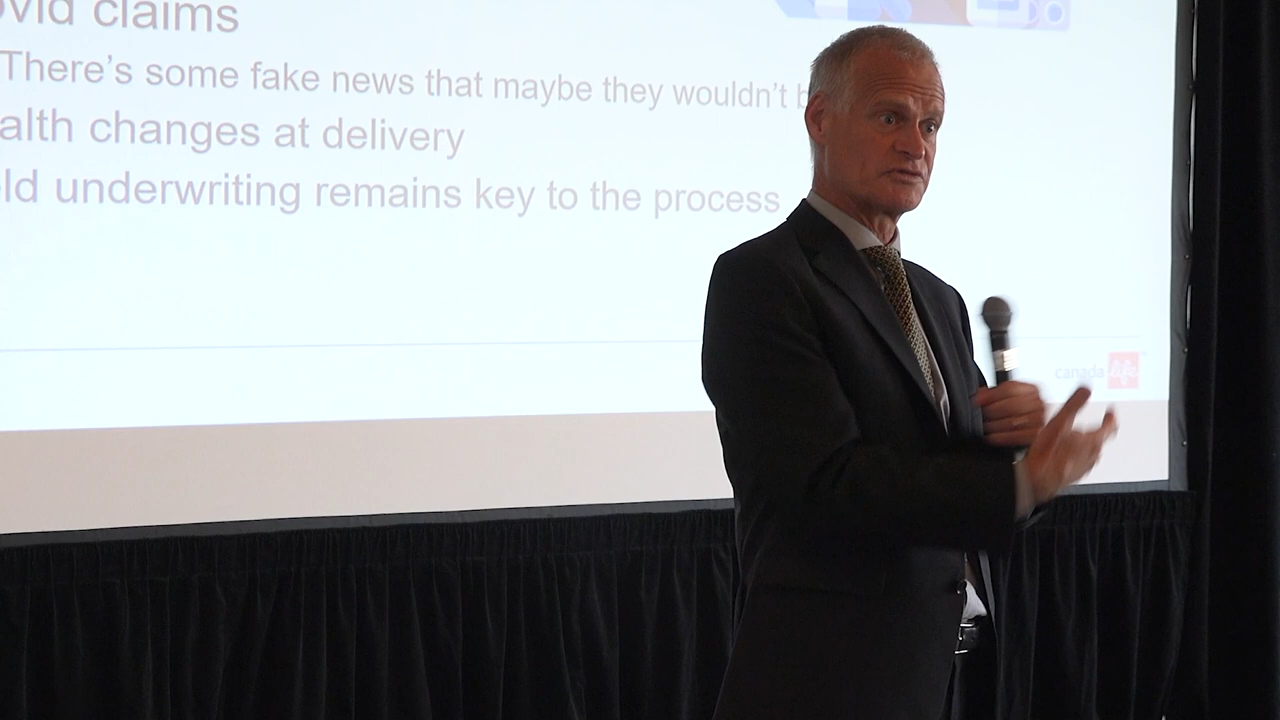 ovid claims
There’s some fake news that maybe they wouldn’t b
alth changes at delivery
eld underwriting remains key to the process
canada life